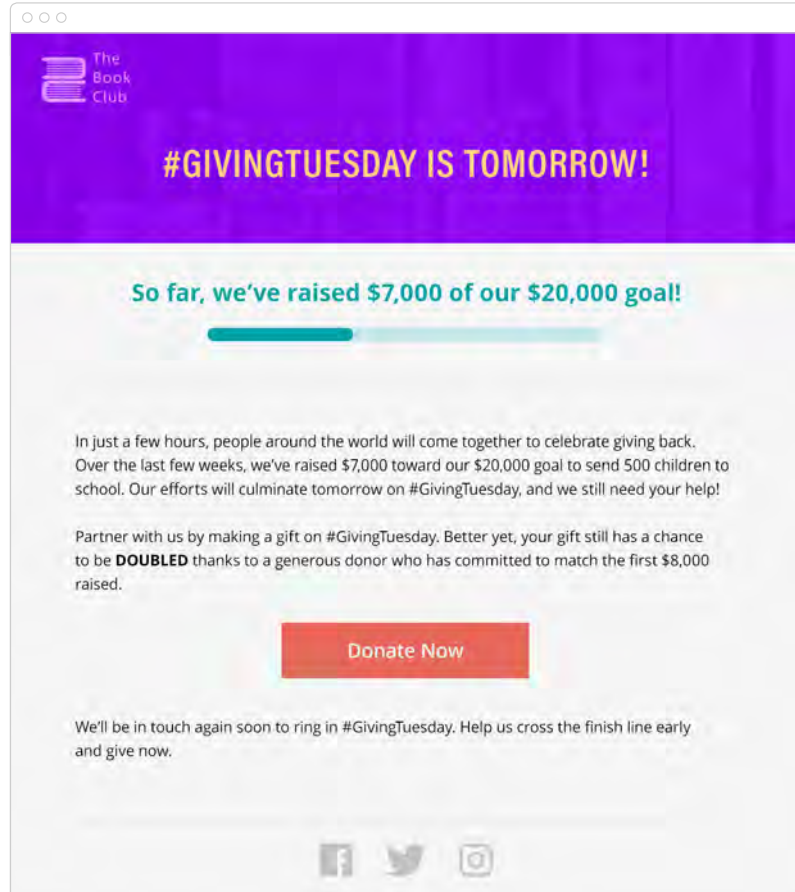 The
Book
Club
#GIVINGTUESDAY IS TOMORROW!
So far, we've raised $7,000 of our $20,000 goal!
In just a few hours, people around the world will come together to celebrate giving back.
Over the last few weeks, we've raised $7,000 toward our $20,000 goal to send 500 children to
school. Our efforts will culminate tomorrow on #GivingTuesday, and we still need your help!
Partner with us by making a gift on #GivingTuesday. Better yet, your gift still has a chance
to be DOUBLED thanks to a generous donor who has committed to match the first $8,000
raised.
Donate Now
We'll be in touch again soon to ring in #GivingTuesday. Help us cross the finish line early
and give now.